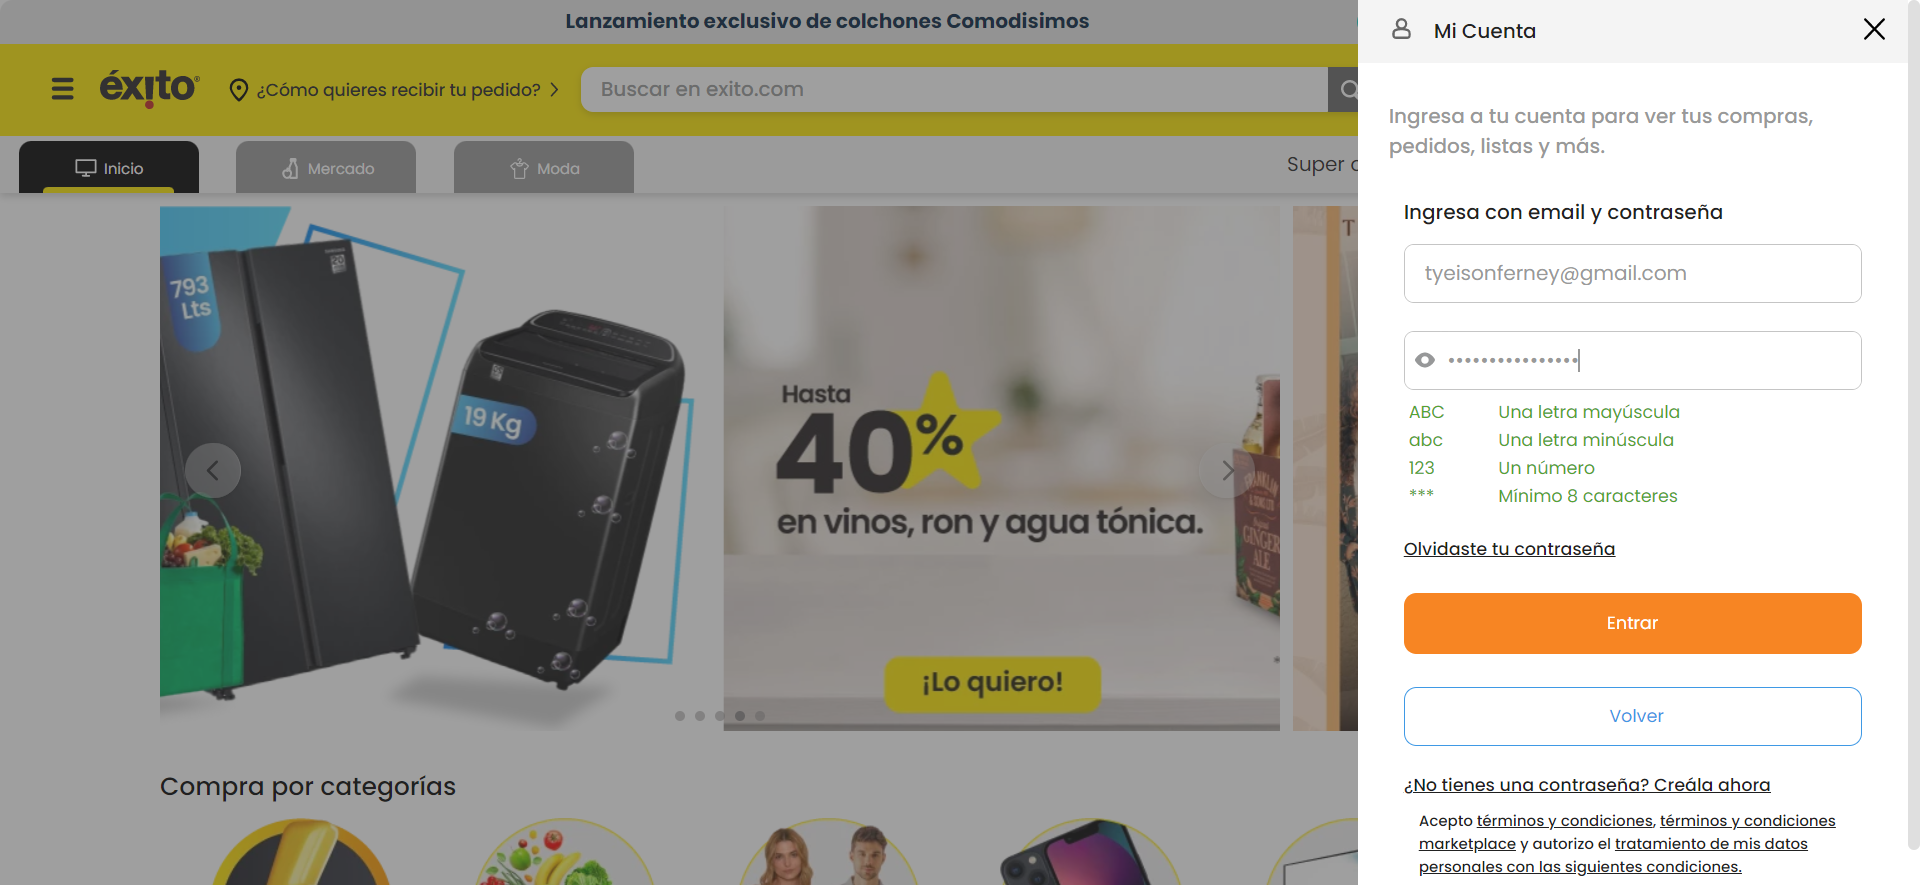 Lanzamiento exclusivo de colchones Comodisimos
éxito
¿Cómo quieres recibir tu pedido?
Buscar en exito.com
Inicio
Mercado
Moda
Super
793
Lts
19 Kg
Hasta
40%
en vinos, ron y agua tónica.
¡Lo quiero!
FRANKLIN
GINGER
ALE
Compra por categorías
Mi Cuenta
Ingresa a tu cuenta para ver tus compras,
pedidos, listas y más.
Ingresa con email y contraseña
tyeisonferney@gmail.com
••••••••••••••••
ABC Una letra mayúscula
abc Una letra minúscula
123 Un número
*** Mínimo 8 caracteres
Olvidaste tu contraseña
Entrar
Volver
¿No tienes una contraseña? Creála ahora
Acepto términos y condiciones, términos y condiciones
marketplace y autorizo el tratamiento de mis datos
personales con las siguientes condiciones.